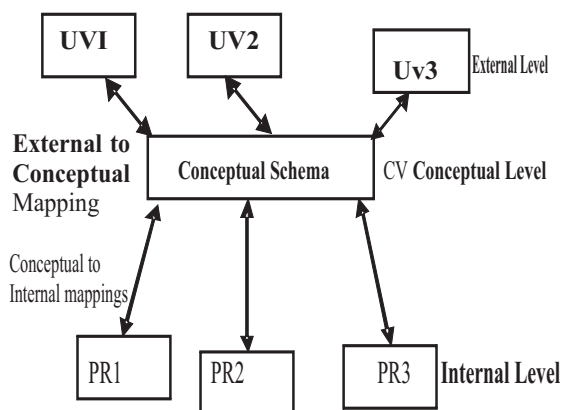 UVI
UV2
Uv3
External Level
External to
Conceptual
Mapping
Conceptual Schema
CV Conceptual Level
Conceptual to
Internal mappings
PR1
PR2
PR3
Internal Level